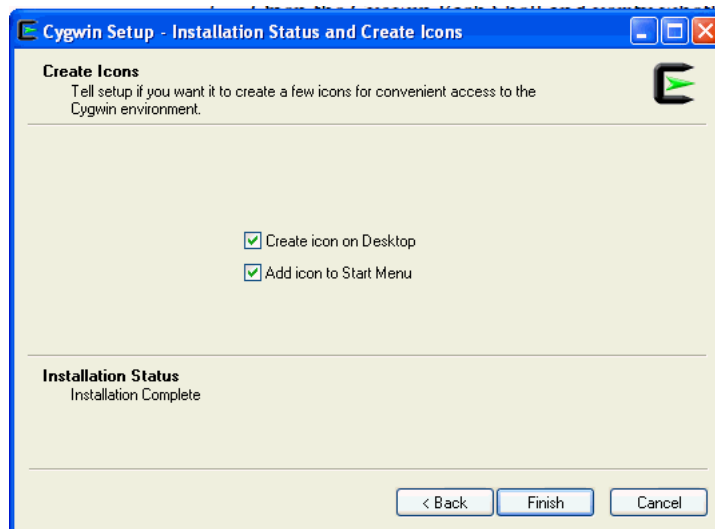 Cygwin Setup - Installation Status and Create Icons
Create Icons
Tell setup if you want it to create a few icons for convenient access to the
Cygwin environment.
Create icon on Desktop
Add icon to Start Menu
Installation Status
Installation Complete
< Back
Finish
Cancel